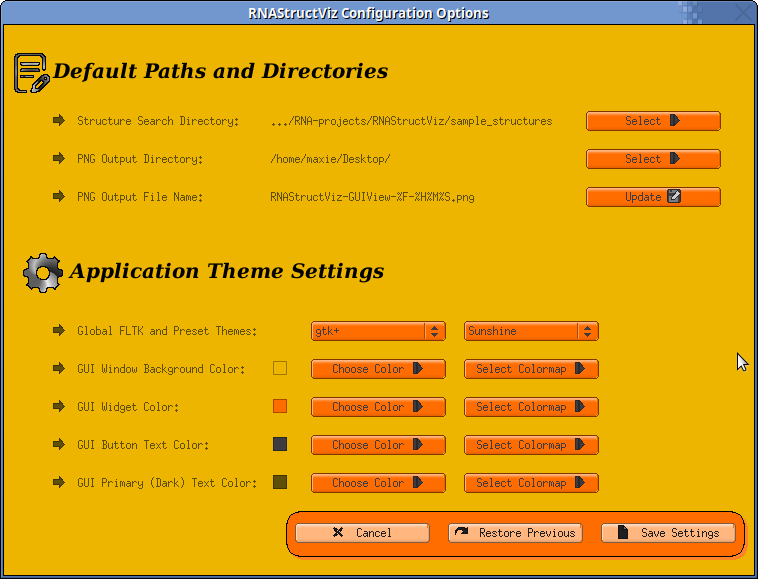 RNAStructViz Configuration Options
Default Paths and Directories
Structure Search Directory: .../RNA-projects/RNAStructViz/sample_structures Select
PNG Output Directory: /home/maxie/Desktop/ Select
PNG Output File Name: RNAStructViz-GUIView-%F-%H%M%S.png Update
Application Theme Settings
Global FLTK and Preset Themes: gtk+ Sunshine
GUI Window Background Color: Choose Color Select Colormap
GUI Widget Color: Choose Color Select Colormap
GUI Button Text Color: Choose Color Select Colormap
GUI Primary (Dark) Text Color: Choose Color Select Colormap
Cancel Restore Previous Save Settings